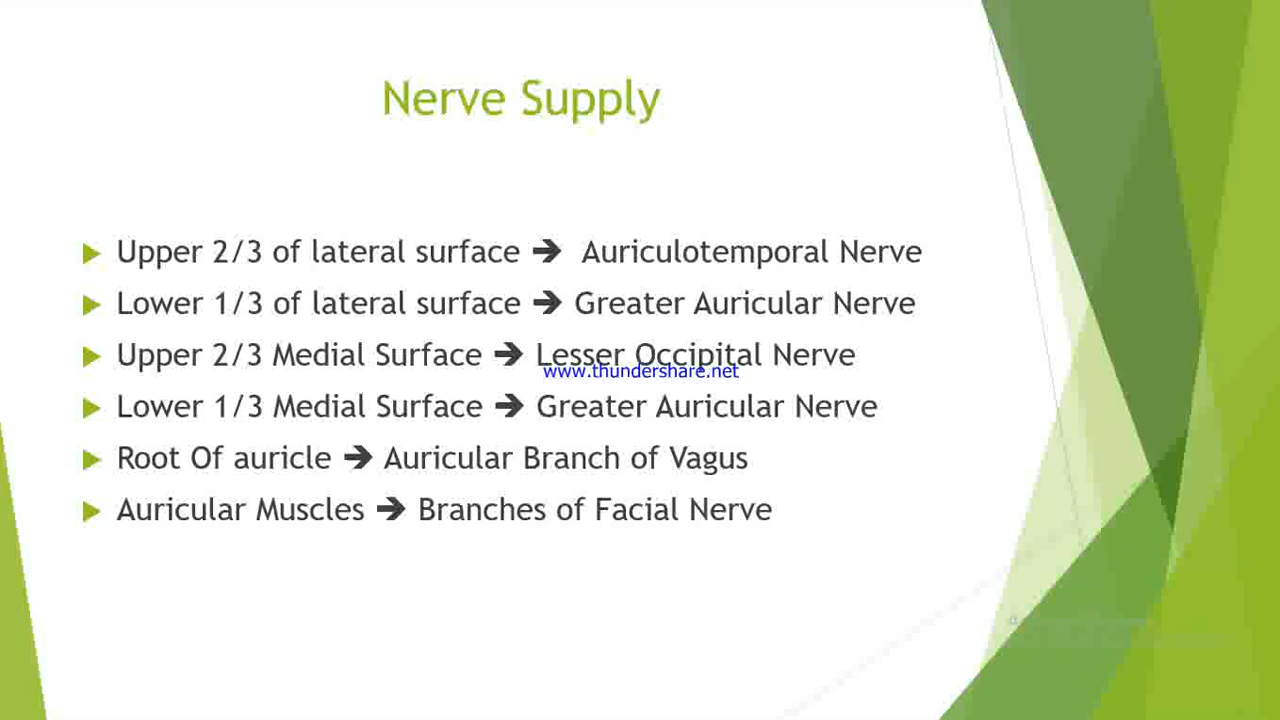 Nerve Supply
Upper 2/3 of lateral surface → Auriculotemporal Nerve
Lower 1/3 of lateral surface → Greater Auricular Nerve
Upper 2/3 Medial Surface → Lesser Occipital Nerve
www.thundershare.net
Lower 1/3 Medial Surface → Greater Auricular Nerve
Root Of auricle → Auricular Branch of Vagus
Auricular Muscles → Branches of Facial Nerve